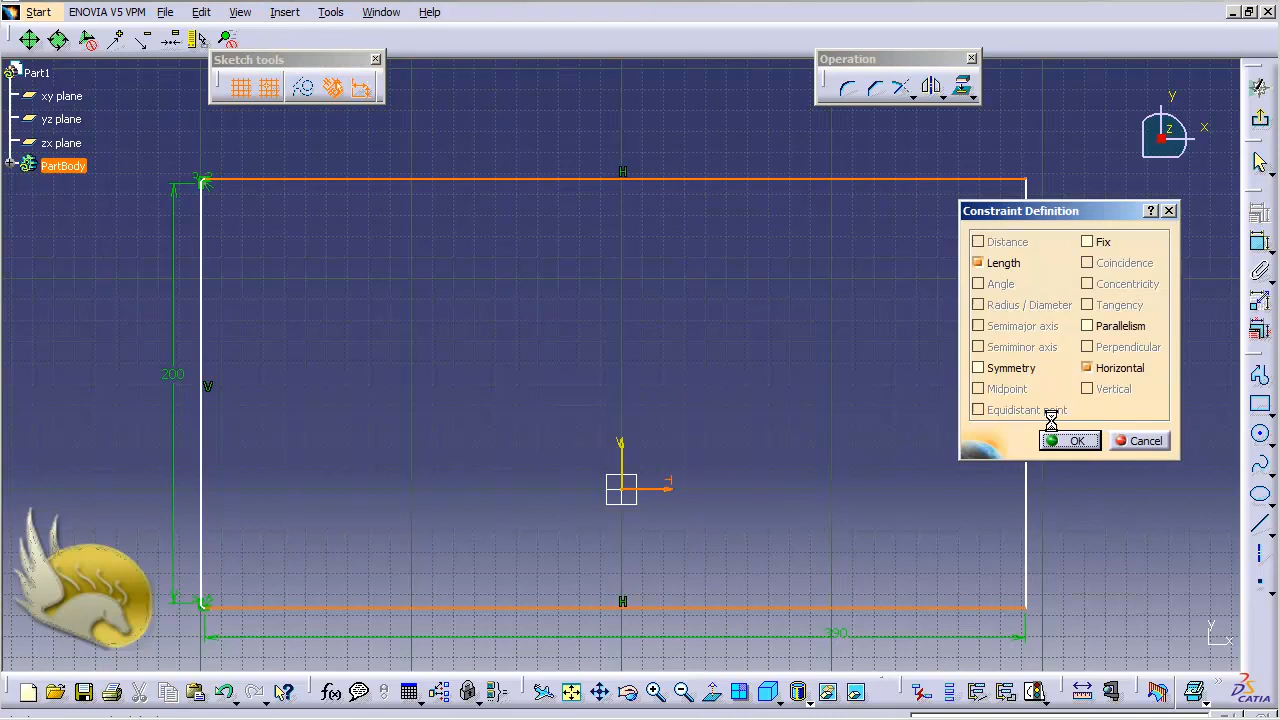 Start ENOVIA V5 VPM File Edit View Insert Tools Window Help
Sketch tools
Operation
Part1
xy plane
yz plane
zx plane
PartBody
y
x
z
H
Constraint Definition
Distance Fix
Length Coincidence
Angle Concentricity
Radius / Diameter Tangency
Semimajor axis Parallelism
Semiminor axis Perpendicular
Symmetry Horizontal
Midpoint Vertical
Equidistant point
OK Cancel
200
V
H
390
y
x
f(x)
CATIA